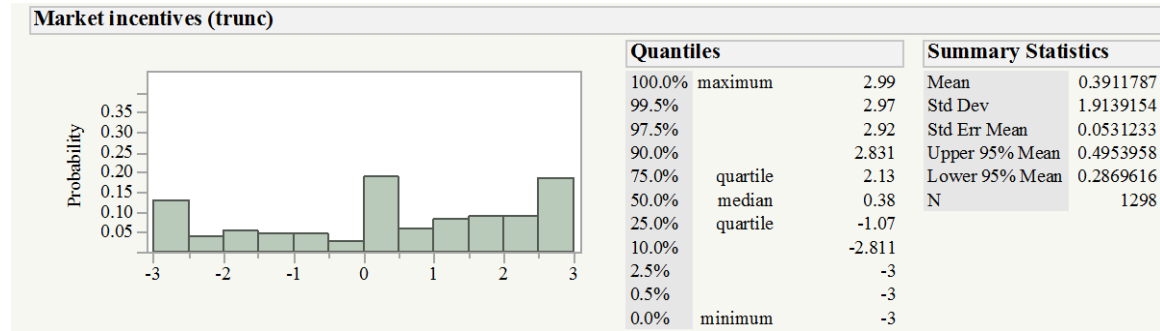 Market incentives (trunc)
Probability
0.35
0.30
0.25
0.20
0.15
0.10
0.05
-3 -2 -1 0 1 2 3
Quantiles
100.0% maximum 2.99
99.5% 2.97
97.5% 2.92
90.0% 2.831
75.0% quartile 2.13
50.0% median 0.38
25.0% quartile -1.07
10.0% -2.811
2.5% -3
0.5% -3
0.0% minimum -3
Summary Statistics
Mean 0.3911787
Std Dev 1.9139154
Std Err Mean 0.0531233
Upper 95% Mean 0.4953958
Lower 95% Mean 0.2869616
N 1298